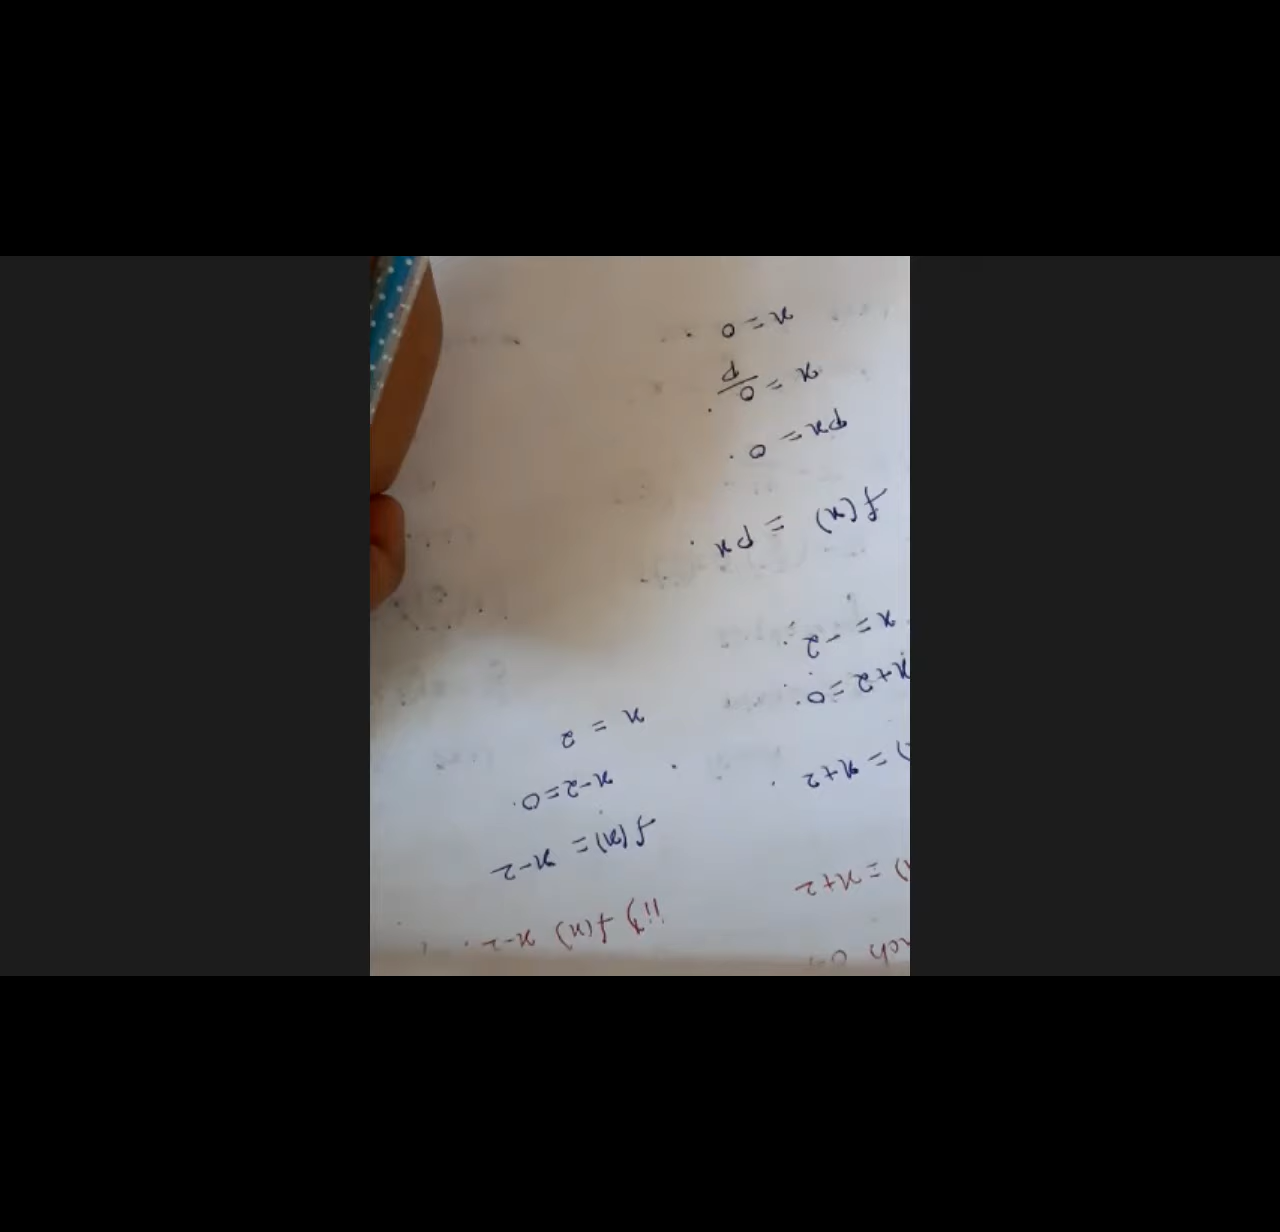 x+2
ii) f(x) x-2.
= x+2
f(x) = x-2
x+2=0.
x-2=0.
x = -2.
x = 2
f(x) = px.
px = 0.
x = 0/p
x = 0.